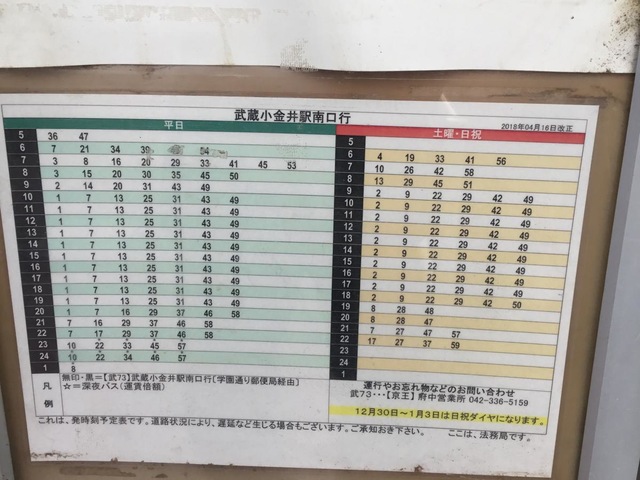 武蔵小金井駅南口行
2018年04月16日改正
平日 土曜・日祝
5 36 47 5
6 7 21 34 39 54 6 4 19 33 41 56
7 3 8 16 20 29 33 41 45 53 7 10 26 42 58
8 3 15 20 30 35 45 50 8 13 29 45 51
9 2 14 20 31 43 49 9 2 9 22 29 42 49
10 1 7 13 25 31 43 49 10 2 9 22 29 42 49
11 1 7 13 25 31 43 49 11 2 9 22 29 42 49
12 1 7 13 25 31 43 49 12 2 9 22 29 42 49
13 1 7 13 25 31 43 49 13 2 9 22 29 42 49
14 1 7 13 25 31 43 49 14 2 9 22 29 42 49
15 1 7 13 25 31 43 49 15 2 9 22 29 42 49
16 1 7 13 25 31 43 49 16 2 9 22 29 42 49
17 1 7 13 25 31 43 49 17 2 9 22 29 42 49
18 1 7 13 25 31 43 49 18 2 9 22 29 42 50
19 1 7 13 25 31 43 49 19 8 28 48
20 1 7 16 29 37 46 58 20 8 28 47
21 7 16 29 37 46 58 21 7 27 47 57
22 7 17 29 37 46 58 22 17 27 37 59
23 10 22 33 45 57 23
24 10 22 34 46 57 24
1 8 1
凡例
無印・黒=【武73】武蔵小金井駅南口行〔学園通り郵便局経由〕
☆=深夜バス(運賃倍額)
運行やお忘れ物などのお問い合わせ
武73・・・【京王】府中営業所 042-336-5159
12月30日～1月3日は日祝ダイヤになります。
これは、発時刻予定表です。道路状況により、遅延など生じる場合もございます。ご承知おき下さい。 ここは、法務局です。